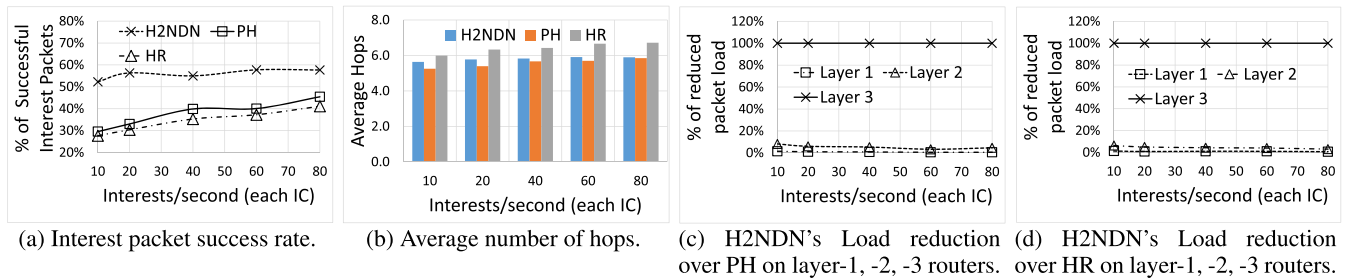 % of Successful
Interest Packets
80%
70%
60%
50%
40%
30%
20%
H2NDN
PH
HR
10 20 30 40 50 60 70 80
Interests/second (each IC)
(a) Interest packet success rate.
Average Hops
8.0
6.0
4.0
2.0
0.0
H2NDN PH HR
10 20 40 60 80
Interests/second (each IC)
(b) Average number of hops.
% of reduced
packet load
120%
100%
80%
60%
40%
20%
0%
Layer 1
Layer 2
Layer 3
10 20 30 40 50 60 70 80
Interests/second (each IC)
(c) H2NDN's Load reduction
over PH on layer-1, -2, -3 routers.
% of reduced
packet load
120%
100%
80%
60%
40%
20%
0%
Layer 1
Layer 2
Layer 3
10 20 30 40 50 60 70 80
Interests/second (each IC)
(d) H2NDN's Load reduction
over HR on layer-1, -2, -3 routers.